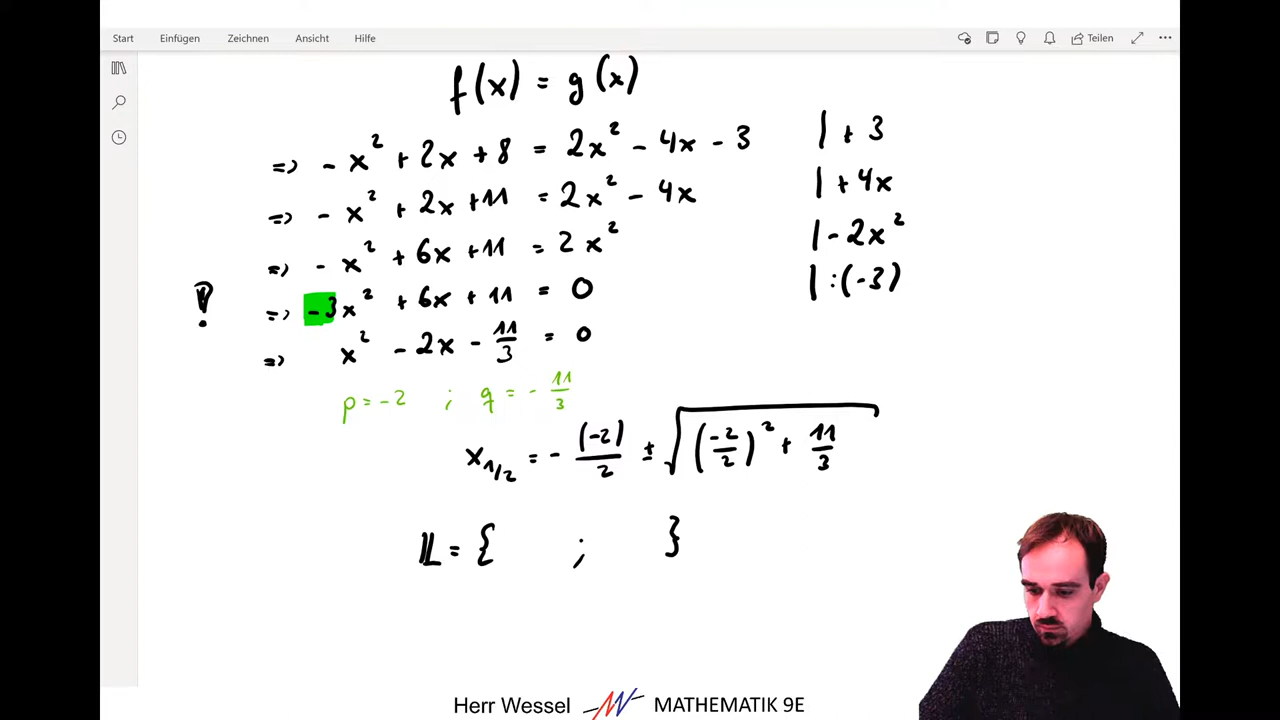 Start Einfügen Zeichnen Ansicht Hilfe Teilen
f(x) = g(x)
=> -x² + 2x + 8 = 2x² - 4x - 3 | + 3
=> -x² + 2x + 11 = 2x² - 4x | + 4x
=> -x² + 6x + 11 = 2x² | - 2x²
! => -3x² + 6x + 11 = 0 | :(-3)
=> x² - 2x - 11/3 = 0
p = -2 ; q = - 11/3
x₁/₂ = - (-2)/2 ± √((-2/2)² + 11/3)
𝕃 = { ; }
Herr Wessel MATHEMATIK 9E